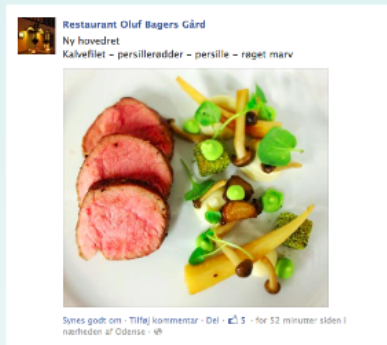 Restaurant Oluf Bagers Gård
Ny hovedret
Kalvefilet – persillerødder – persille – røget marv
Synes godt om · Tilføj kommentar · Del · 5 · for 52 minutter siden i
nærheden af Odense ·